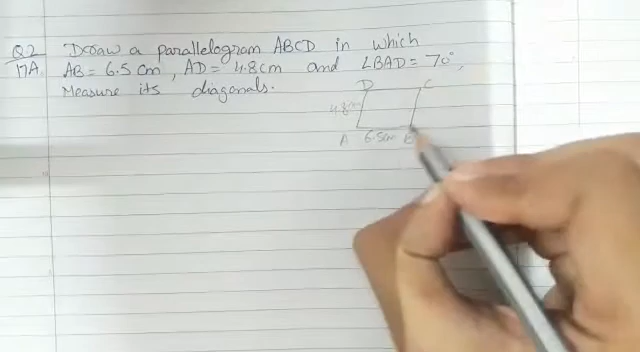 Q2 Draw a parallelogram ABCD in which
17A. AB = 6.5 cm, AD = 4.8cm and ∠BAD = 70°,
Measure its diagonals.
D C
4.8cm
A 6.5cm B